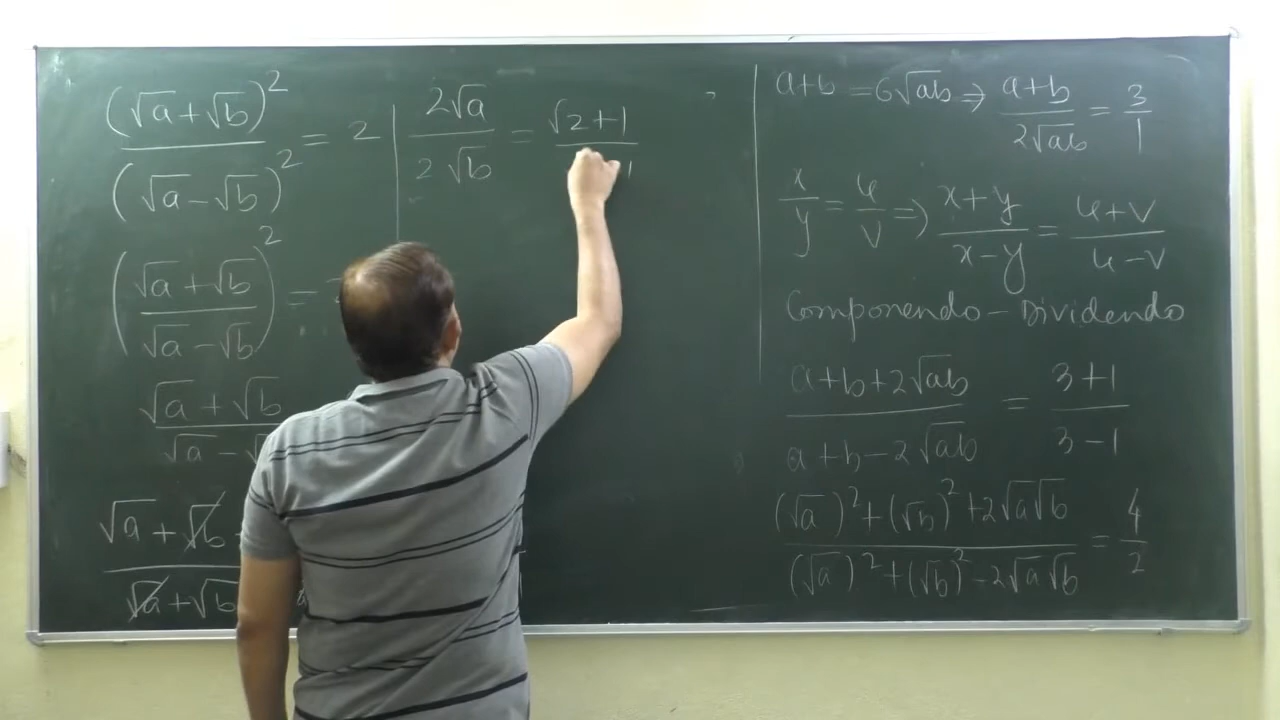 a+b = 6√ab ⇒ (a+b)/(2√ab) = 3/1
x/y = u/v ⇒ (x+y)/(x-y) = (u+v)/(u-v)
Componendo - Dividendo
(a+b+2√ab)/(a+b-2√ab) = (3+1)/(3-1)
((√a)²+(√b)²+2√a√b)/((√a)²+(√b)²-2√a√b) = 4/2
(√a+√b)²/(√a-√b)² = 2
((√a+√b)/(√a-√b))² =
√a+√b
√a-
√a+√b
√a+√b
2√a/2√b = √2+1
1